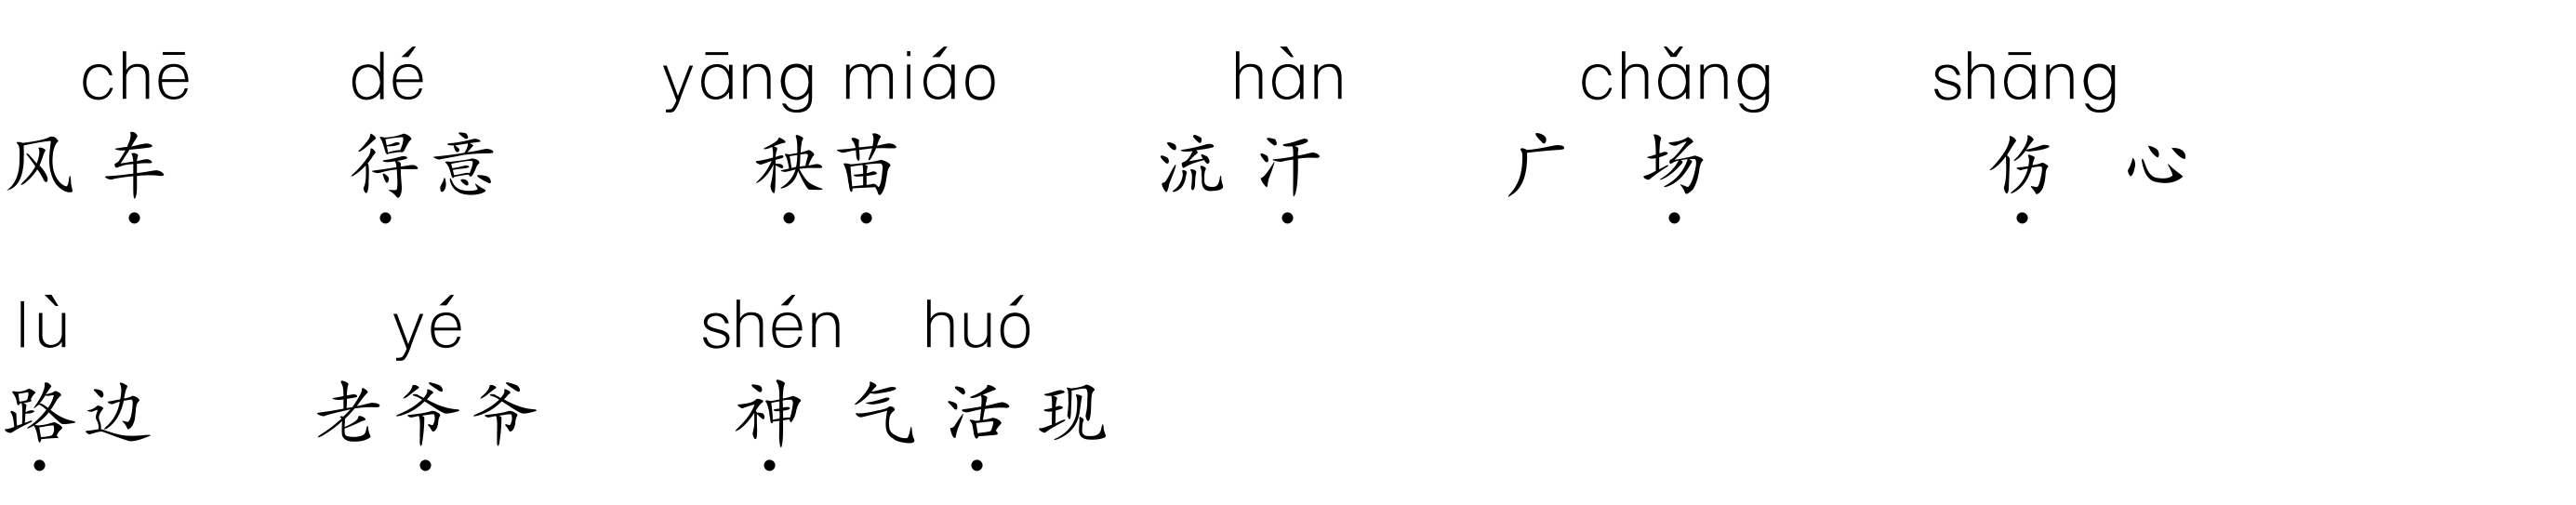 chē dé yāng miáo hàn chǎng shāng
风车 得意 秧苗 流汗 广场 伤心
lù yé shén huó
路边 老爷爷 神气活现